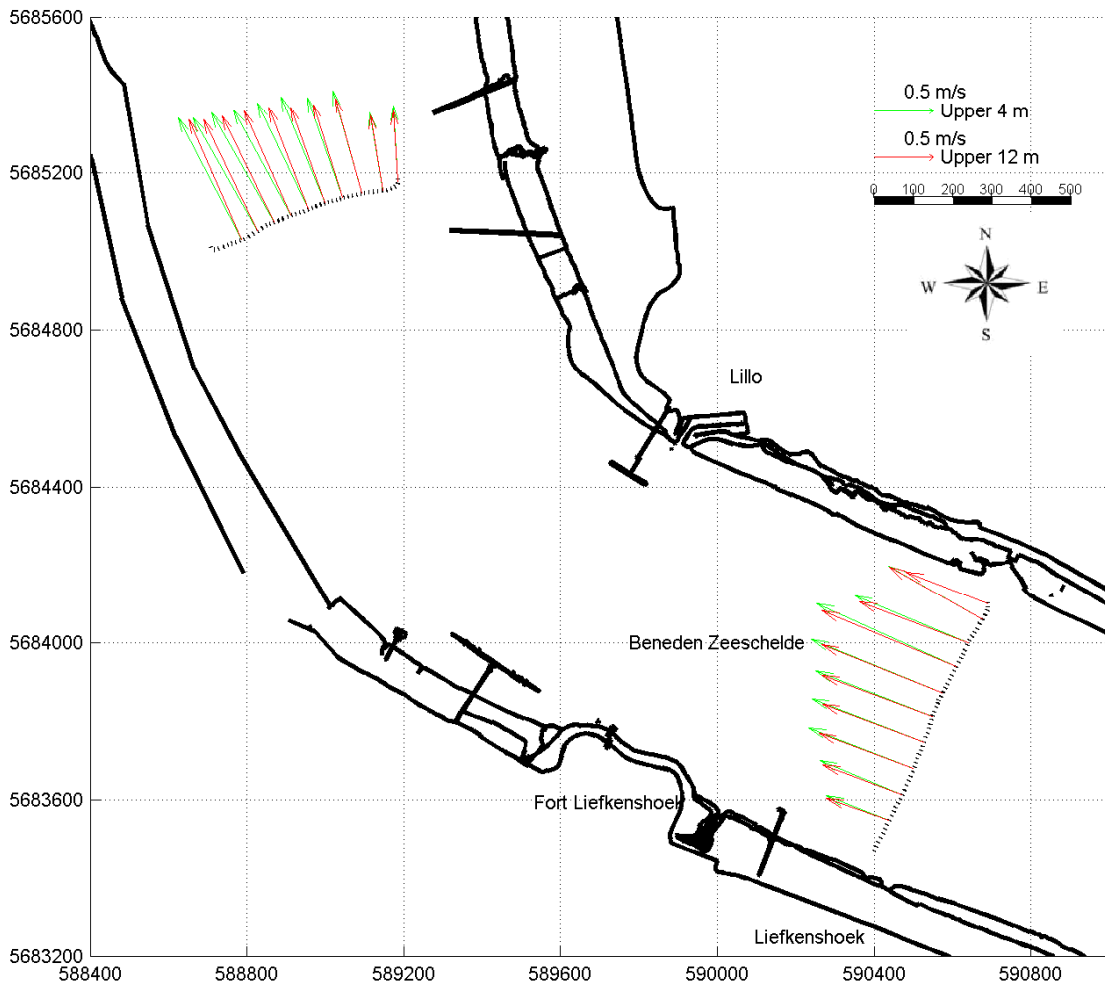 5685600
5685200
5684800
5684400
5684000
5683600
5683200
588400 588800 589200 589600 590000 590400 590800
0.5 m/s
Upper 4 m
0.5 m/s
Upper 12 m
0 100 200 300 400 500
N
W E
S
Lillo
Beneden Zeeschelde
Fort Liefkenshoek
Liefkenshoek